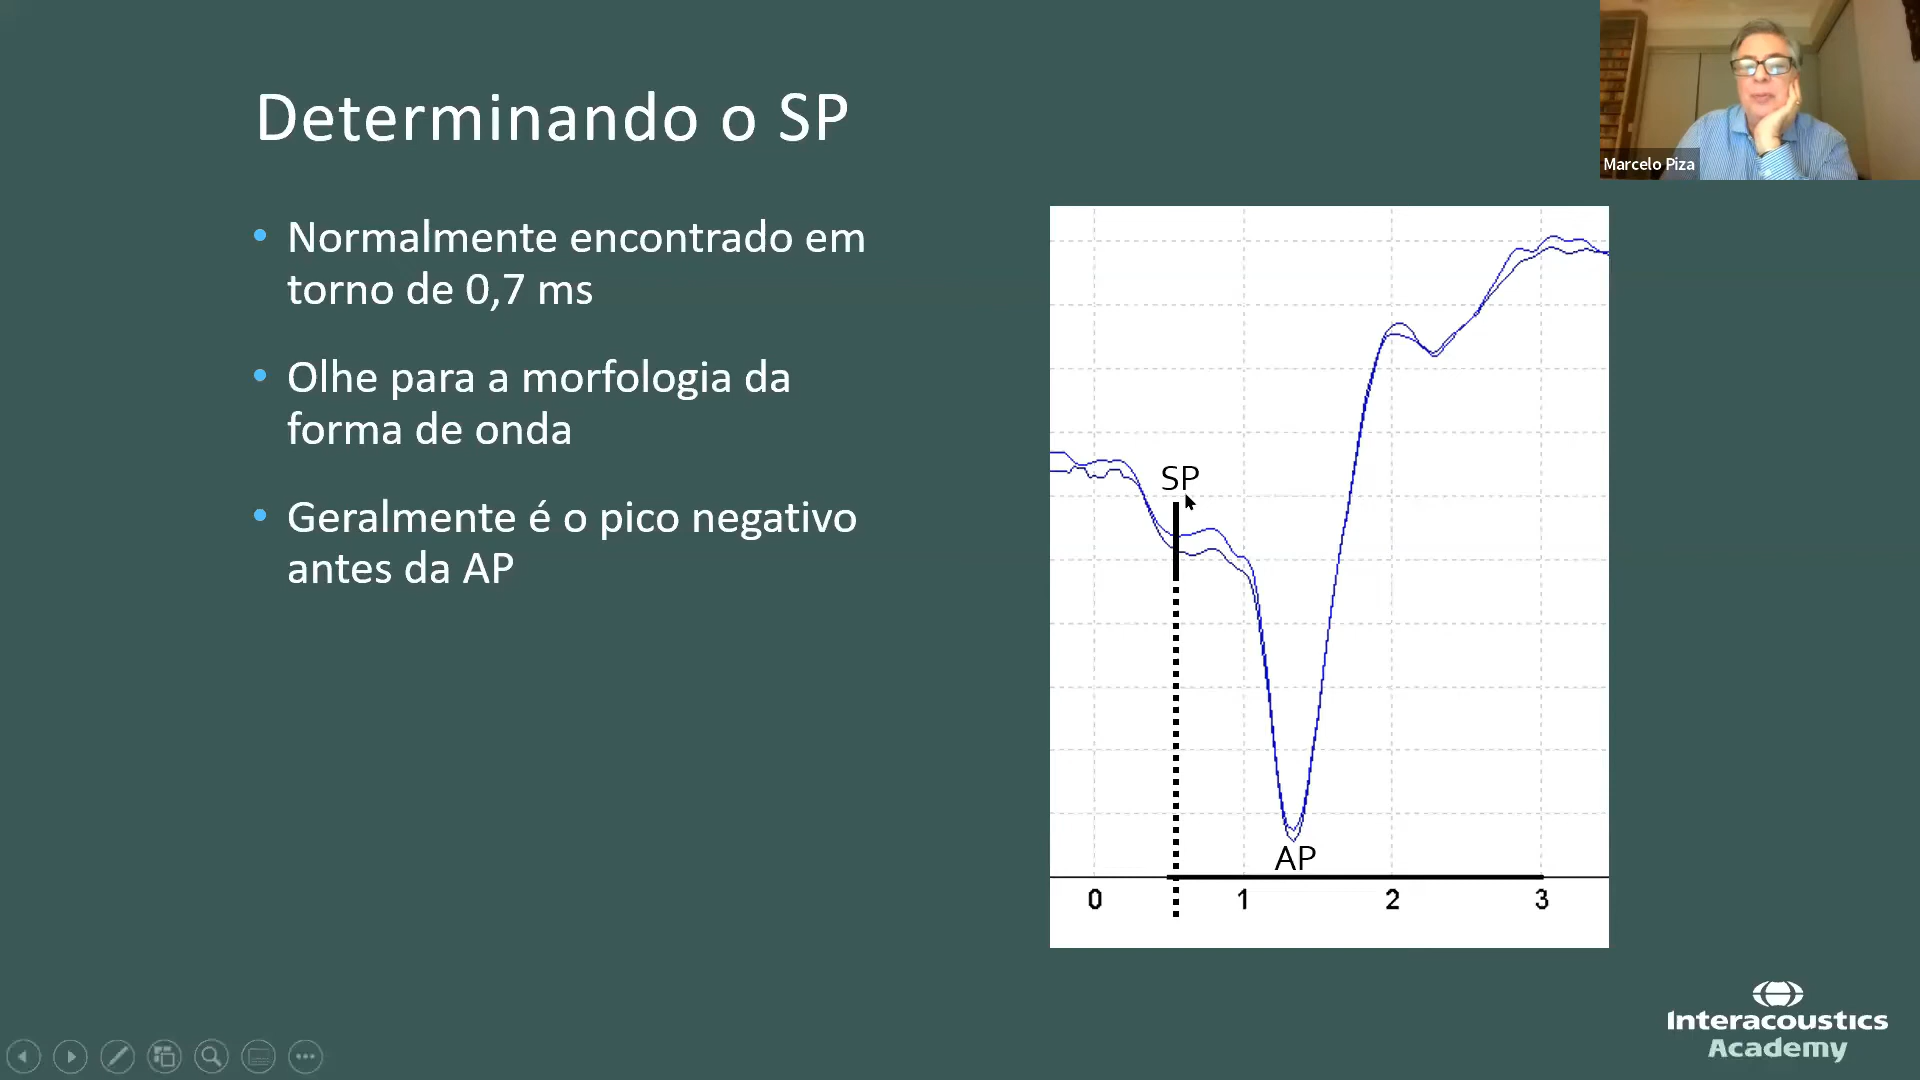 Determinando o SP
Marcelo Piza
• Normalmente encontrado em
torno de 0,7 ms
• Olhe para a morfologia da
forma de onda
• Geralmente é o pico negativo
antes da AP
SP
AP
0 1 2 3
Interacoustics
Academy